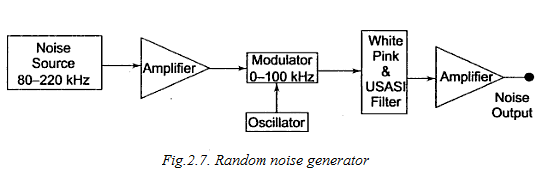 Noise
Source
80–220 kHz
Amplifier
Modulator
0–100 kHz
Oscillator
White
Pink
&
USASI
Filter
Amplifier
Noise
Output
Fig.2.7. Random noise generator